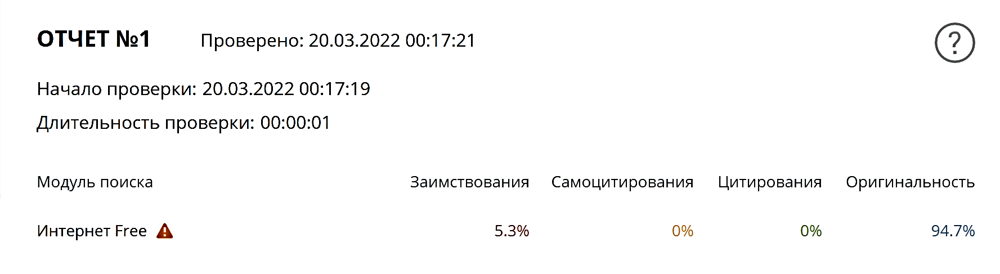 ОТЧЕТ №1 Проверено: 20.03.2022 00:17:21 ?
Начало проверки: 20.03.2022 00:17:19
Длительность проверки: 00:00:01
Модуль поиска Заимствования Самоцитирования Цитирования Оригинальность
Интернет Free 5.3% 0% 0% 94.7%